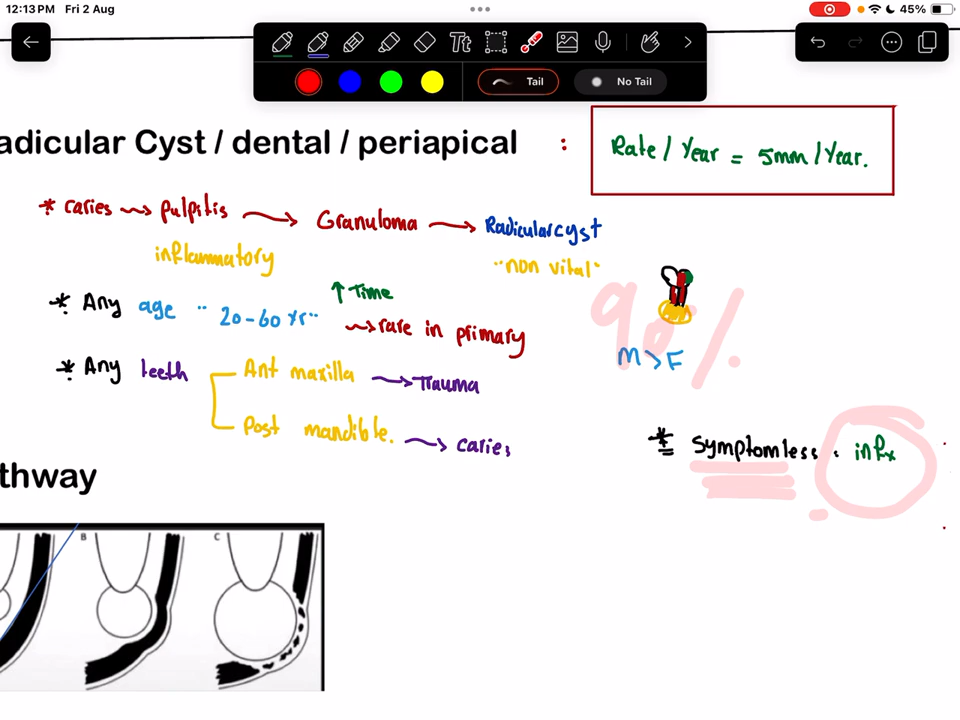 12:13 PM Fri 2 Aug
45%
Tt
Tail
No Tail
adicular Cyst / dental / periapical :
Rate / Year = 5mm / Year.
* Caries → Pulpitis → Granuloma → Radicular cyst
inflammatory
"non vital"
* Any age " 20-60 yr"
↑ Time
→ rare in primary
90%.
M > F
* Any teeth
Ant maxilla → Trauma
Post mandible. → caries
* Symptomless .
thway
B
C